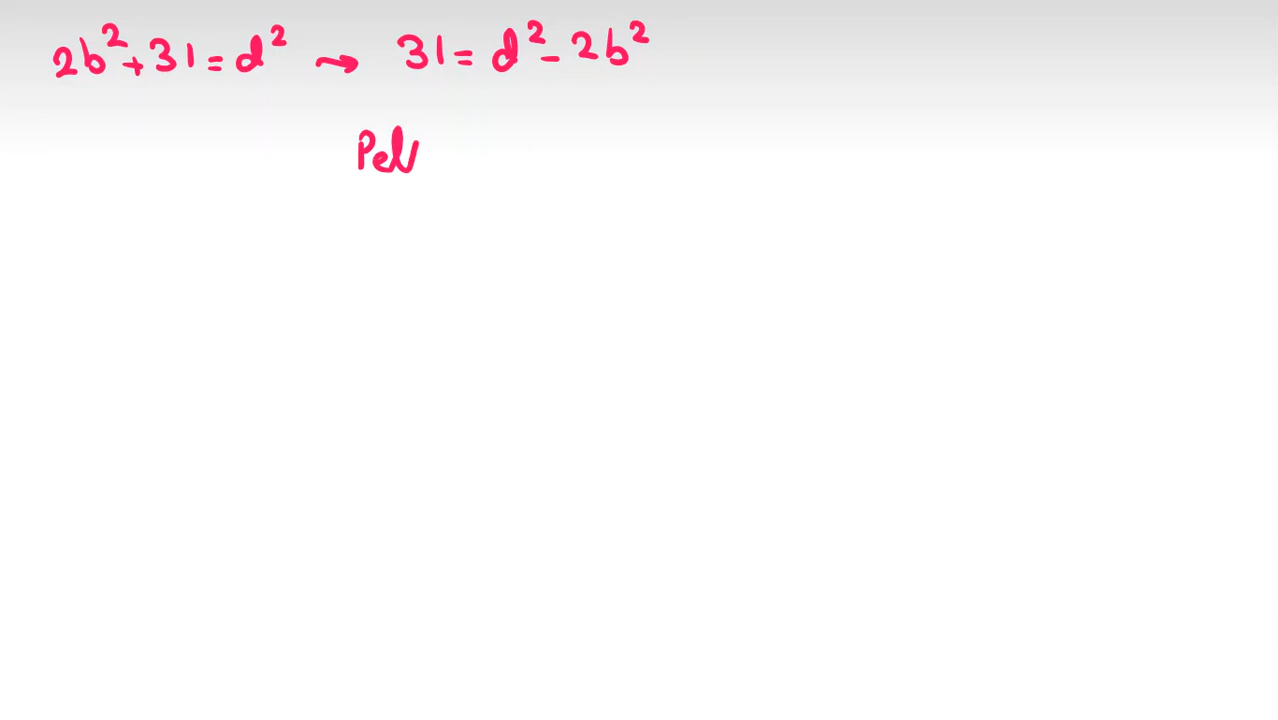 2b²+31=d² → 31=d²-2b²
Pell